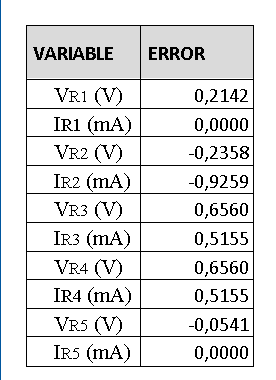 VARIABLE ERROR
VR1 (V) 0,2142
IR1 (mA) 0,0000
VR2 (V) -0,2358
IR2 (mA) -0,9259
VR3 (V) 0,6560
IR3 (mA) 0,5155
VR4 (V) 0,6560
IR4 (mA) 0,5155
VR5 (V) -0,0541
IR5 (mA) 0,0000